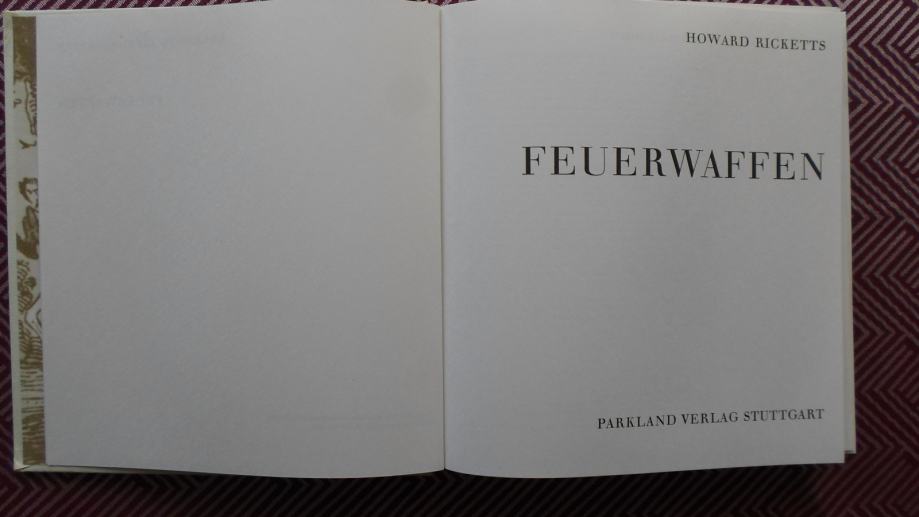 HOWARD RICKETTS
FEUERWAFFEN
PARKLAND VERLAG STUTTGART